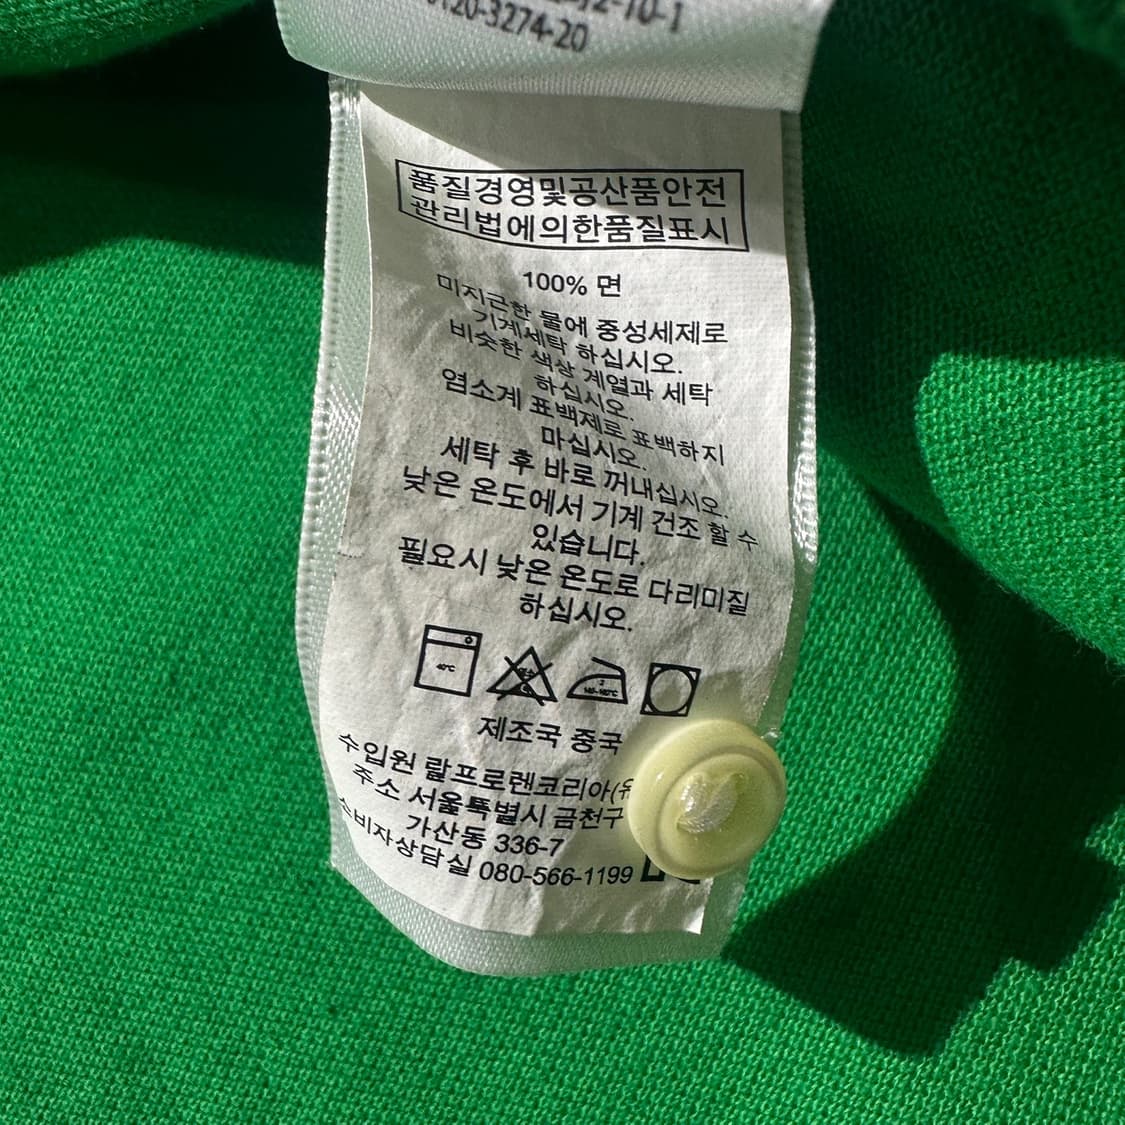 0120-3274-20
품질경영및공산품안전
관리법에의한품질표시
100% 면
미지근한 물에 중성세제로
기계세탁 하십시오.
비슷한 색상 계열과 세탁
하십시오.
염소계 표백제로 표백하지
마십시오.
세탁 후 바로 꺼내십시오.
낮은 온도에서 기계 건조 할 수
있습니다.
필요시 낮은 온도로 다리미질
하십시오.
40°C
제조국 중국
수입원 랄프로렌코리아(유
주소 서울특별시 금천구
가산동 336-7
소비자상담실 080-566-1199